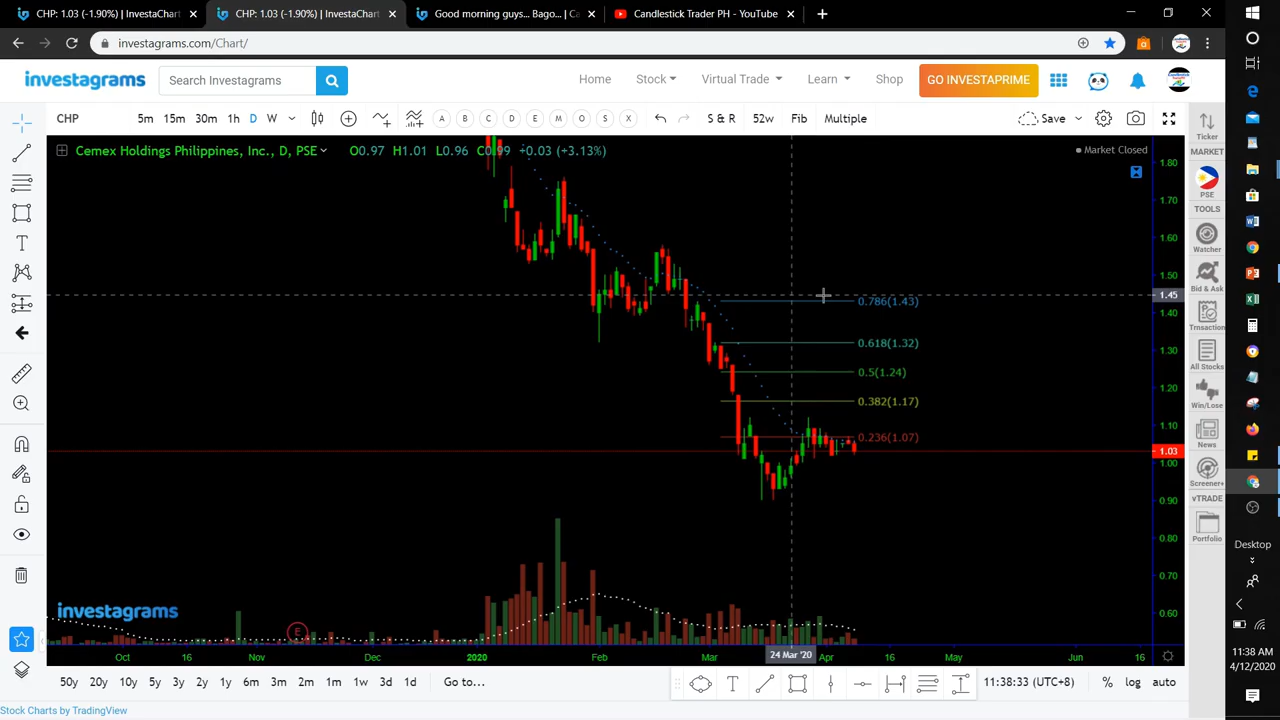 CHP: 1.03 (-1.90%) | InvestaChart
CHP: 1.03 (-1.90%) | InvestaChart
Good morning guys... Bago... | Ca
Candlestick Trader PH - YouTube
investagrams.com/Chart/
investagrams
Search Investagrams
Home
Stock
Virtual Trade
Learn
Shop
GO INVESTAPRIME
CHP
5m
15m
30m
1h
D
W
A
B
C
D
E
M
O
S
X
S & R
52w
Fib
Multiple
Save
Cemex Holdings Philippines, Inc., D, PSE
O0.97 H1.01 L0.96 C0.99 +0.03 (+3.13%)
Market Closed
1.80
1.70
1.60
1.50
1.45
1.40
1.30
1.20
1.10
1.03
1.00
0.90
0.80
0.70
0.60
0.786(1.43)
0.618(1.32)
0.5(1.24)
0.382(1.17)
0.236(1.07)
investagrams
E
Oct
16
Nov
Dec
2020
Feb
Mar
24 Mar '20
Apr
16
May
Jun
16
50y
20y
10y
5y
3y
2y
1y
6m
3m
2m
1m
1w
3d
1d
Go to...
T
11:38:33 (UTC+8)
%
log
auto
Stock Charts by TradingView
Ticker
MARKET
PSE
TOOLS
Watcher
Bid & Ask
Trnsaction
All Stocks
Win/Lose
News
Screener+
vTRADE
Portfolio
Desktop
11:38 AM
4/12/2020